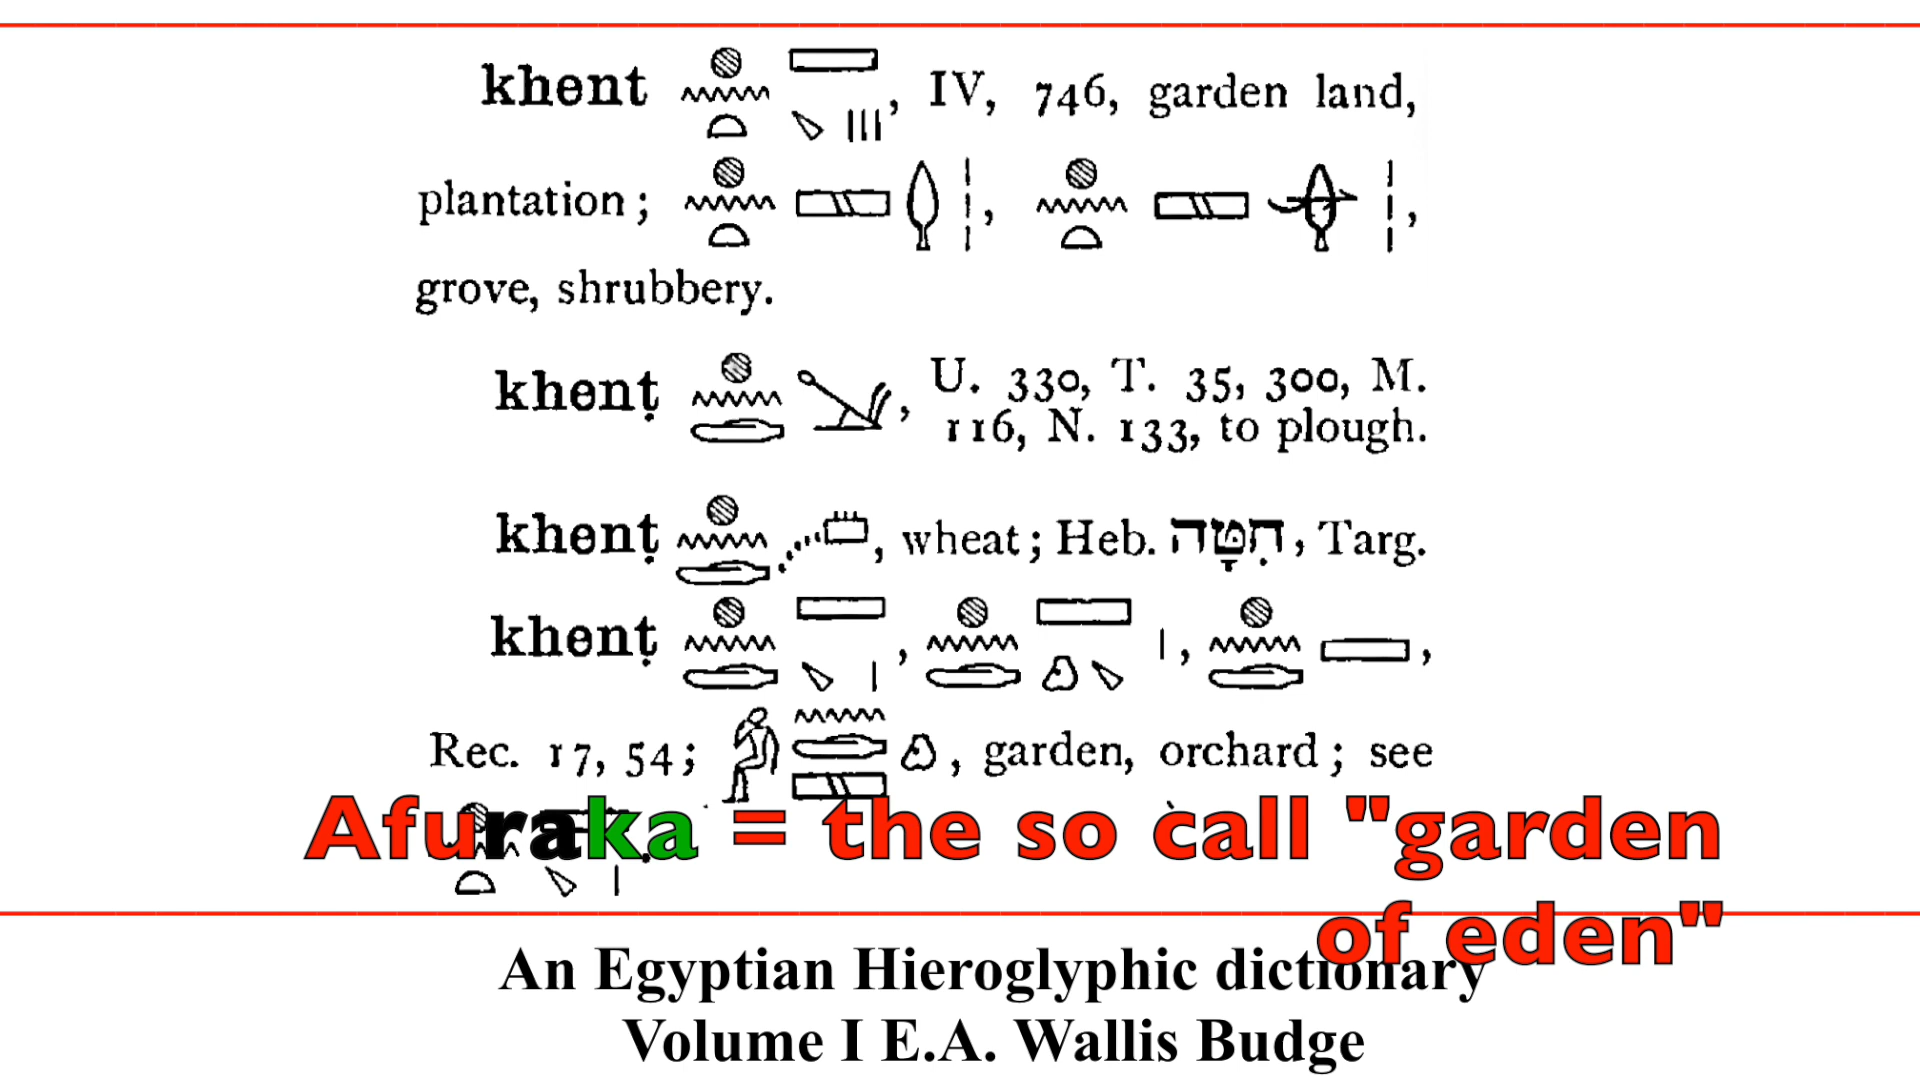 khent , IV, 746, garden land,
plantation ; , ,
grove, shrubbery.
khenṭ , U. 330, T. 35, 300, M.
116, N. 133, to plough.
khenṭ , wheat ; Heb. חִטָּה, Targ.
khenṭ , , ,
Rec. 17, 54 ; , garden, orchard ; see
Afuraka = the so call "garden
of eden"
An Egyptian Hieroglyphic dictionary
Volume I E.A. Wallis Budge